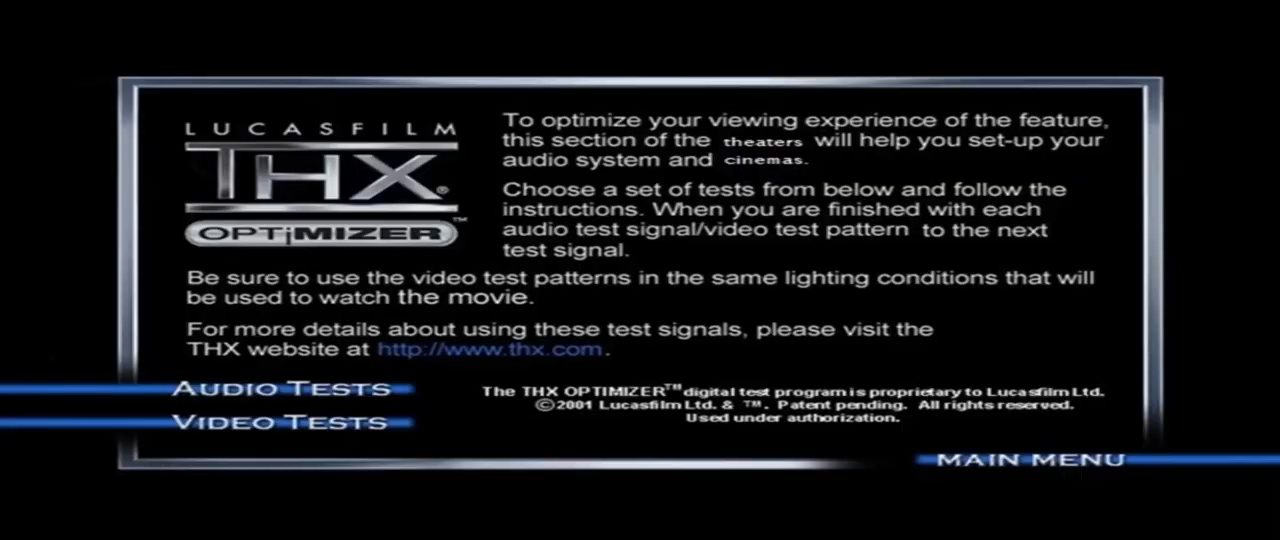 LUCASFILM
THX®
OPTiMIZER™
To optimize your viewing experience of the feature,
this section of the theaters will help you set-up your
audio system and cinemas.
Choose a set of tests from below and follow the
instructions. When you are finished with each
audio test signal/video test pattern to the next
test signal.
Be sure to use the video test patterns in the same lighting conditions that will
be used to watch the movie.
For more details about using these test signals, please visit the
THX website at http://www.thx.com.
AUDIO TESTS
VIDEO TESTS
The THX OPTIMIZER™ digital test program is proprietary to Lucasfilm Ltd.
©2001 Lucasfilm Ltd. & ™. Patent pending. All rights reserved.
Used under authorization.
MAIN MENU